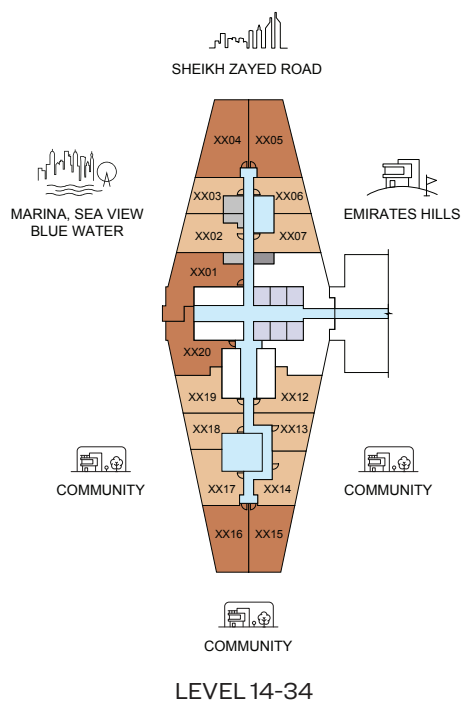 SHEIKH ZAYED ROAD
MARINA, SEA VIEW
BLUE WATER
EMIRATES HILLS
XX04
XX05
XX03
XX06
XX02
XX07
XX01
XX20
XX19
XX12
XX18
XX13
XX17
XX14
XX16
XX15
COMMUNITY
COMMUNITY
COMMUNITY
LEVEL 14-34